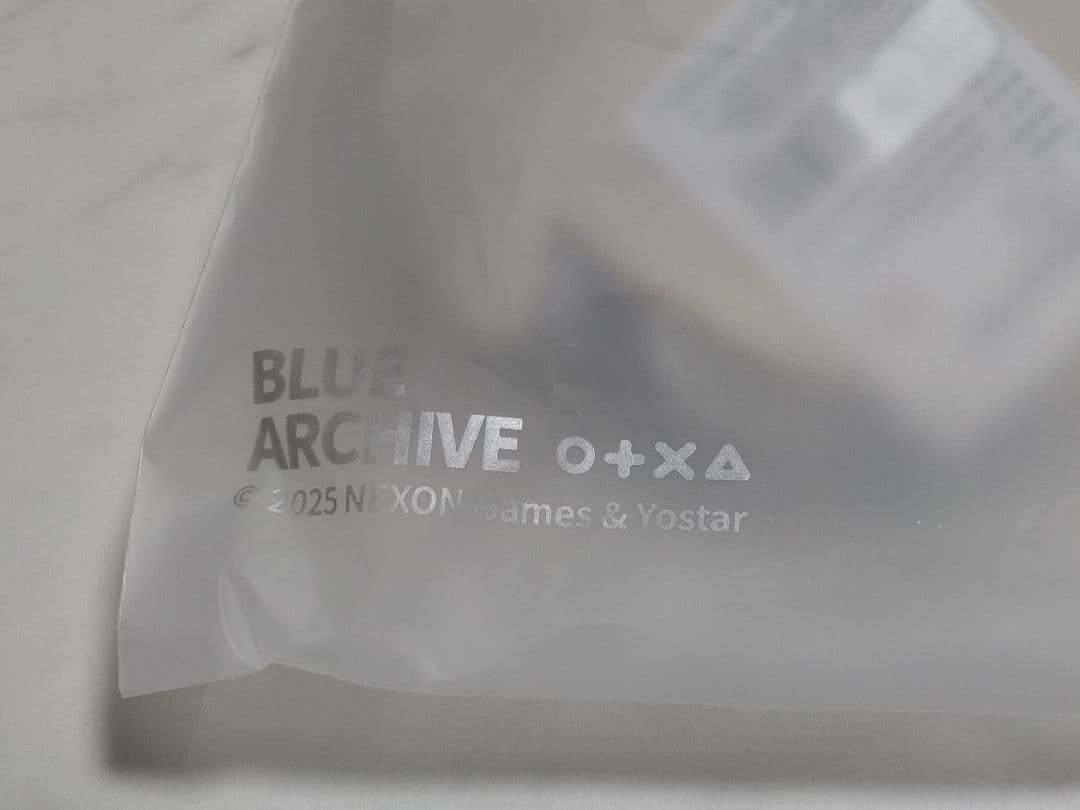 BLUE
ARCHIVE ○+×△
© 2025 NEXON Games & Yostar